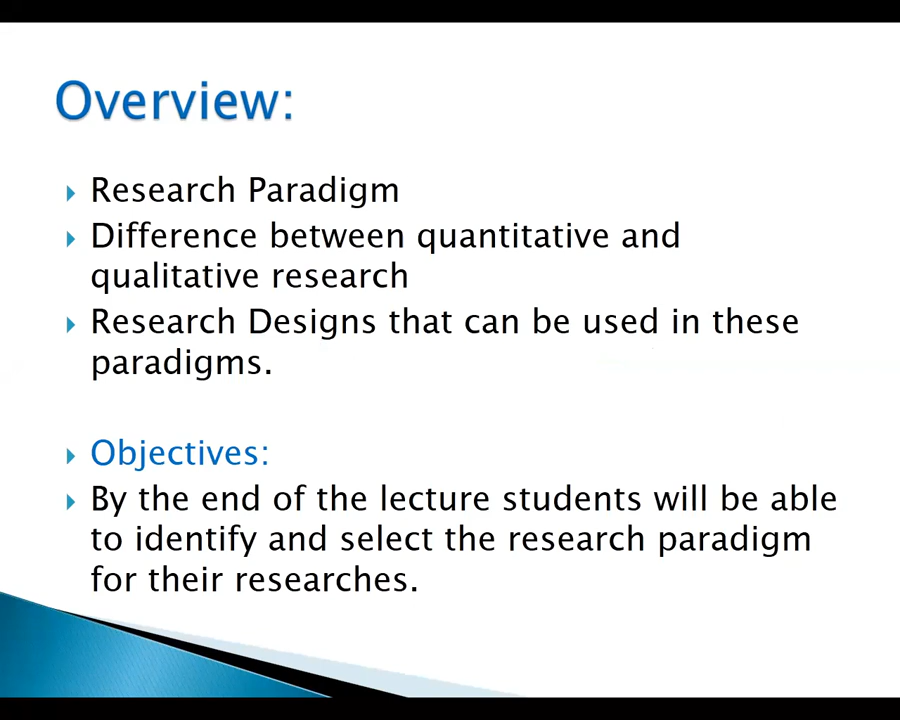 Overview:
Research Paradigm
Difference between quantitative and
qualitative research
Research Designs that can be used in these
paradigms.
Objectives:
By the end of the lecture students will be able
to identify and select the research paradigm
for their researches.